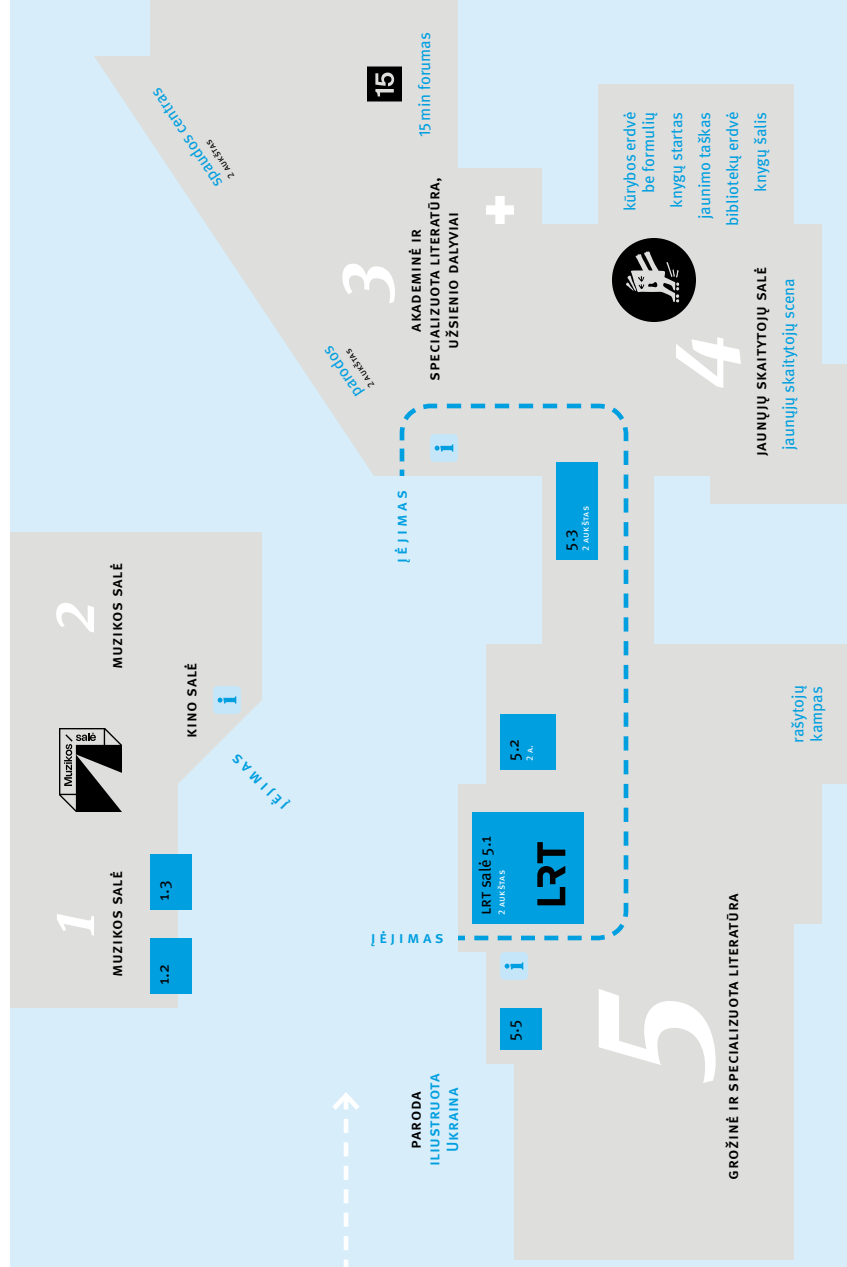 1
MUZIKOS SALĖ
1.2
1.3
Muzikos
salė
2
MUZIKOS SALĖ
KINO SALĖ
i
ĮĖJIMAS
spaudos centras
2 AUKŠTAS
parodos
2 AUKŠTAS
3
AKADEMINĖ IR
SPECIALIZUOTA LITERATŪRA,
UŽSIENIO DALYVIAI
15
15 min forumas
ĮĖJIMAS
i
4
JAUNŲJŲ SKAITYTOJŲ SALĖ
jaunųjų skaitytojų scena
kūrybos erdvė
be formulių
knygų startas
jaunimo taškas
bibliotekų erdvė
knygų šalis
PARODA
ILIUSTRUOTA
UKRAINA
ĮĖJIMAS
i
5.5
LRT salė 5.1
2 AUKŠTAS
LRT
5.2
2 A.
5.3
2 AUKŠTAS
5
GROŽINĖ IR SPECIALIZUOTA LITERATŪRA
rašytojų
kampas